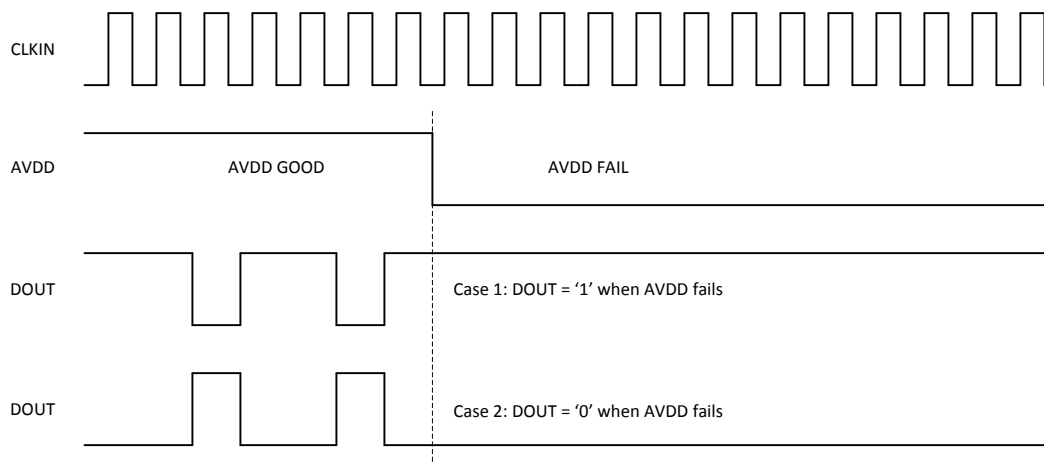 CLKIN
AVDD
AVDD GOOD
AVDD FAIL
DOUT
Case 1: DOUT = ‘1’ when AVDD fails
DOUT
Case 2: DOUT = ‘0’ when AVDD fails